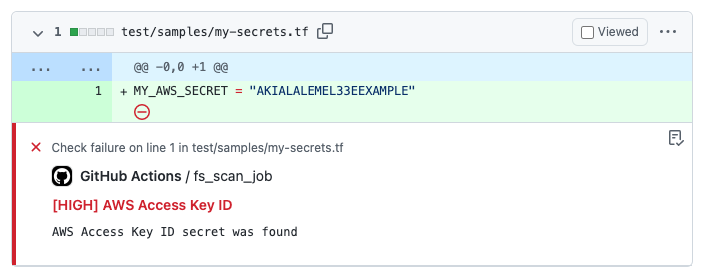 1 test/samples/my-secrets.tf Viewed ...
... ... @@ -0,0 +1 @@
1 + MY_AWS_SECRET = "AKIALALEMEL33EEXAMPLE"
Check failure on line 1 in test/samples/my-secrets.tf
GitHub Actions / fs_scan_job
[HIGH] AWS Access Key ID
AWS Access Key ID secret was found